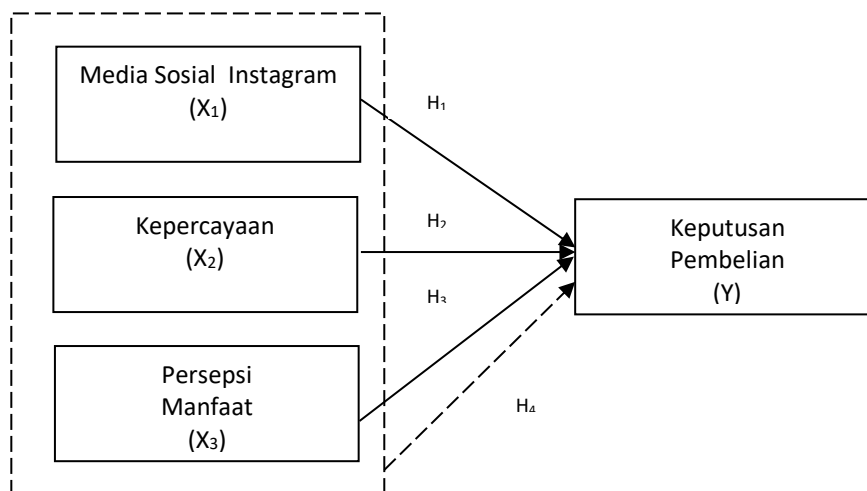 Media Sosial Instagram
(X₁)
H₁
Kepercayaan
(X₂)
H₂
Keputusan
Pembelian
(Y)
H₃
Persepsi
Manfaat
(X₃)
H₄